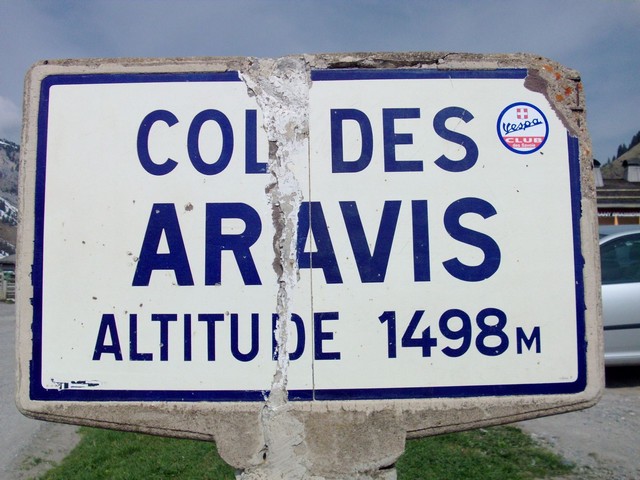 COL DES
ARAVIS
ALTITUDE 1498M
Vespa
CLUB